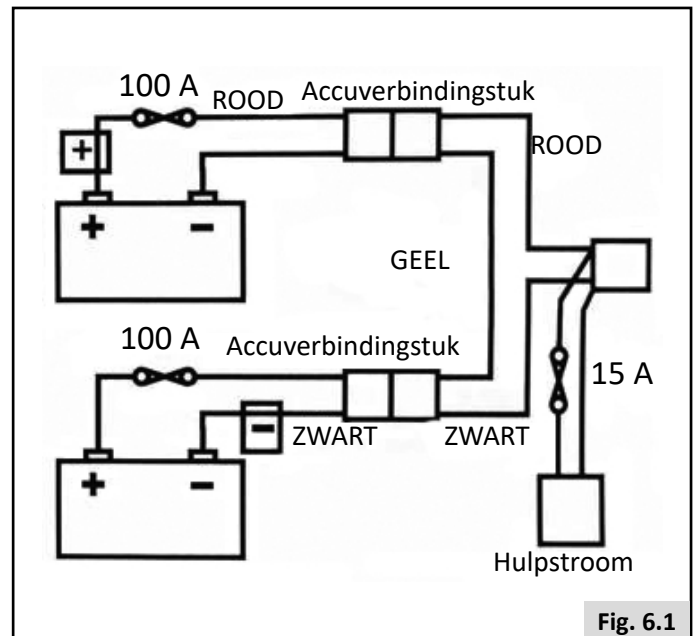 100 A
ROOD
Accuverbindingstuk
ROOD
+
+
-
GEEL
100 A
Accuverbindingstuk
15 A
-
ZWART
ZWART
+
-
Hulpstroom
Fig. 6.1